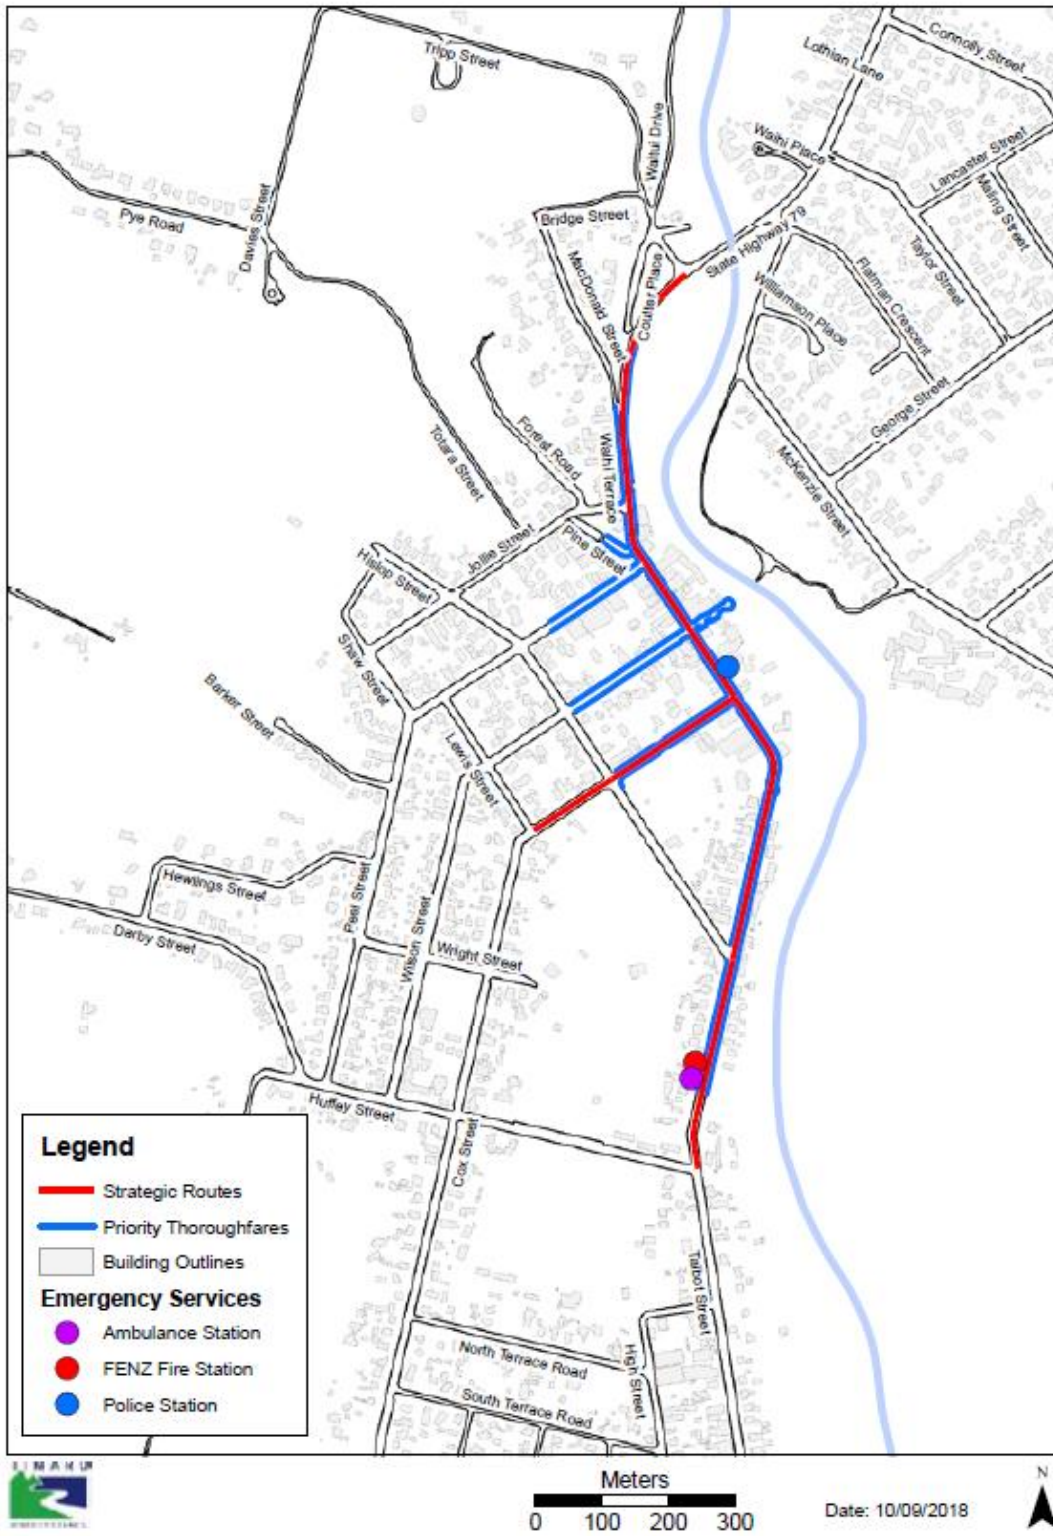 Connolly Street
Lothian Lane
Tripp Street
Waitui Drive
Waihi Place
Lancaster Street
Maling Street
Pye Road
Davies Street
Bridge Street
MacDonald Street
Coulter Place
State Highway 79
Taylor Street
Flatman Crescent
Williamson Place
George Street
Forest Road
Totara Street
Waihi Terrace
McKenzie Street
Jollie Street
Pine Street
Hislop Street
Shaw Street
Barker Street
Lewis Street
Hewlings Street
Peel Street
Wilson Street
Darby Street
Wright Street
Huffey Street
Cox Street
Talbot Street
High Street
North Terrace Road
South Terrace Road
Legend
Strategic Routes
Priority Thoroughfares
Building Outlines
Emergency Services
Ambulance Station
FENZ Fire Station
Police Station
Meters
0 100 200 300
Date: 10/09/2018
N